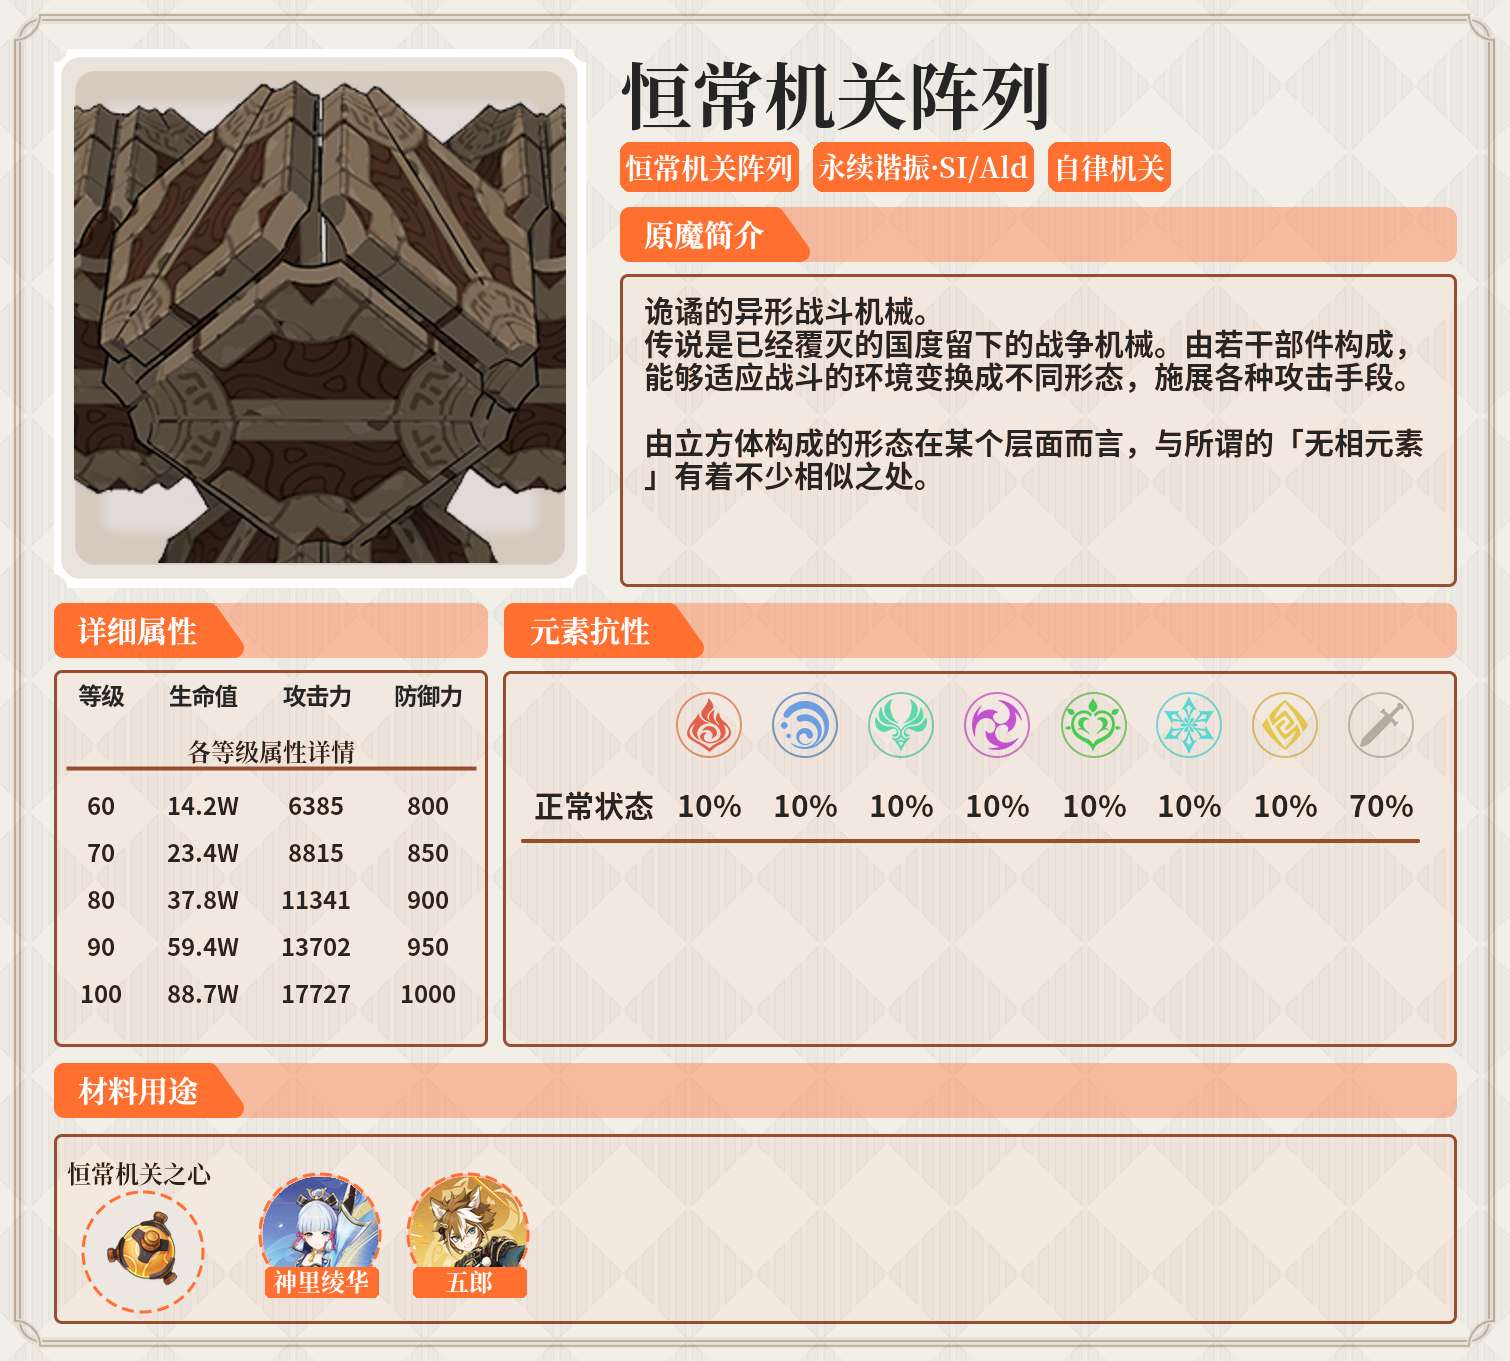 恒常机关阵列
恒常机关阵列 永续谐振·SI/Ald 自律机关
原魔简介
诡谲的异形战斗机械。
传说是已经覆灭的国度留下的战争机械。由若干部件构成，
能够适应战斗的环境变换成不同形态，施展各种攻击手段。
由立方体构成的形态在某个层面而言，与所谓的「无相元素
」有着不少相似之处。
详细属性
等级 生命值 攻击力 防御力
各等级属性详情
60 14.2W 6385 800
70 23.4W 8815 850
80 37.8W 11341 900
90 59.4W 13702 950
100 88.7W 17727 1000
元素抗性
正常状态 10% 10% 10% 10% 10% 10% 10% 70%
材料用途
恒常机关之心
神里绫华 五郎